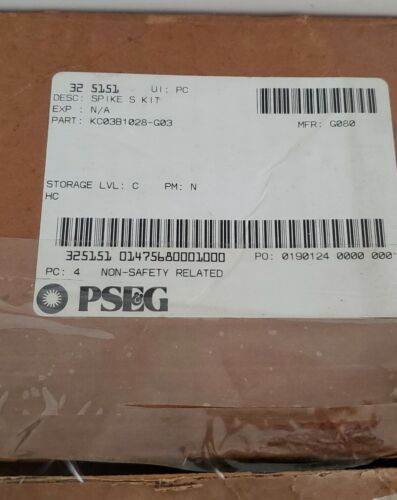 32 5151 UI: PC
DESC: SPIKE S KIT
EXP : N/A
PART: KC03B1028-G03 MFR: G080
STORAGE LVL: C PM: N
HC
325151 01475680001000 PO: 0190124 0000 000
PC: 4 NON-SAFETY RELATED
PSEG